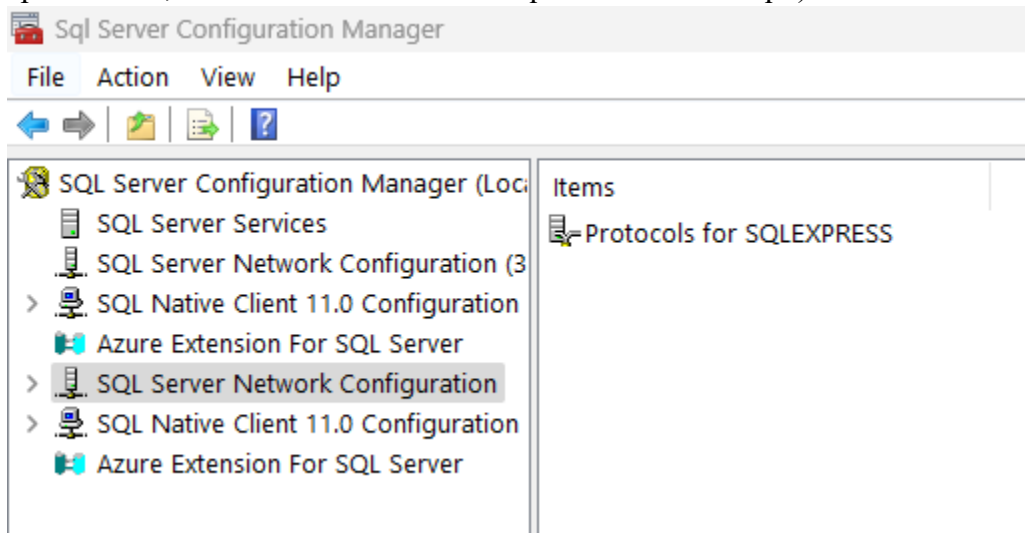 Sql Server Configuration Manager
File Action View Help
SQL Server Configuration Manager (Loca
SQL Server Services
SQL Server Network Configuration (3
SQL Native Client 11.0 Configuration
Azure Extension For SQL Server
SQL Server Network Configuration
SQL Native Client 11.0 Configuration
Azure Extension For SQL Server
Items
Protocols for SQLEXPRESS